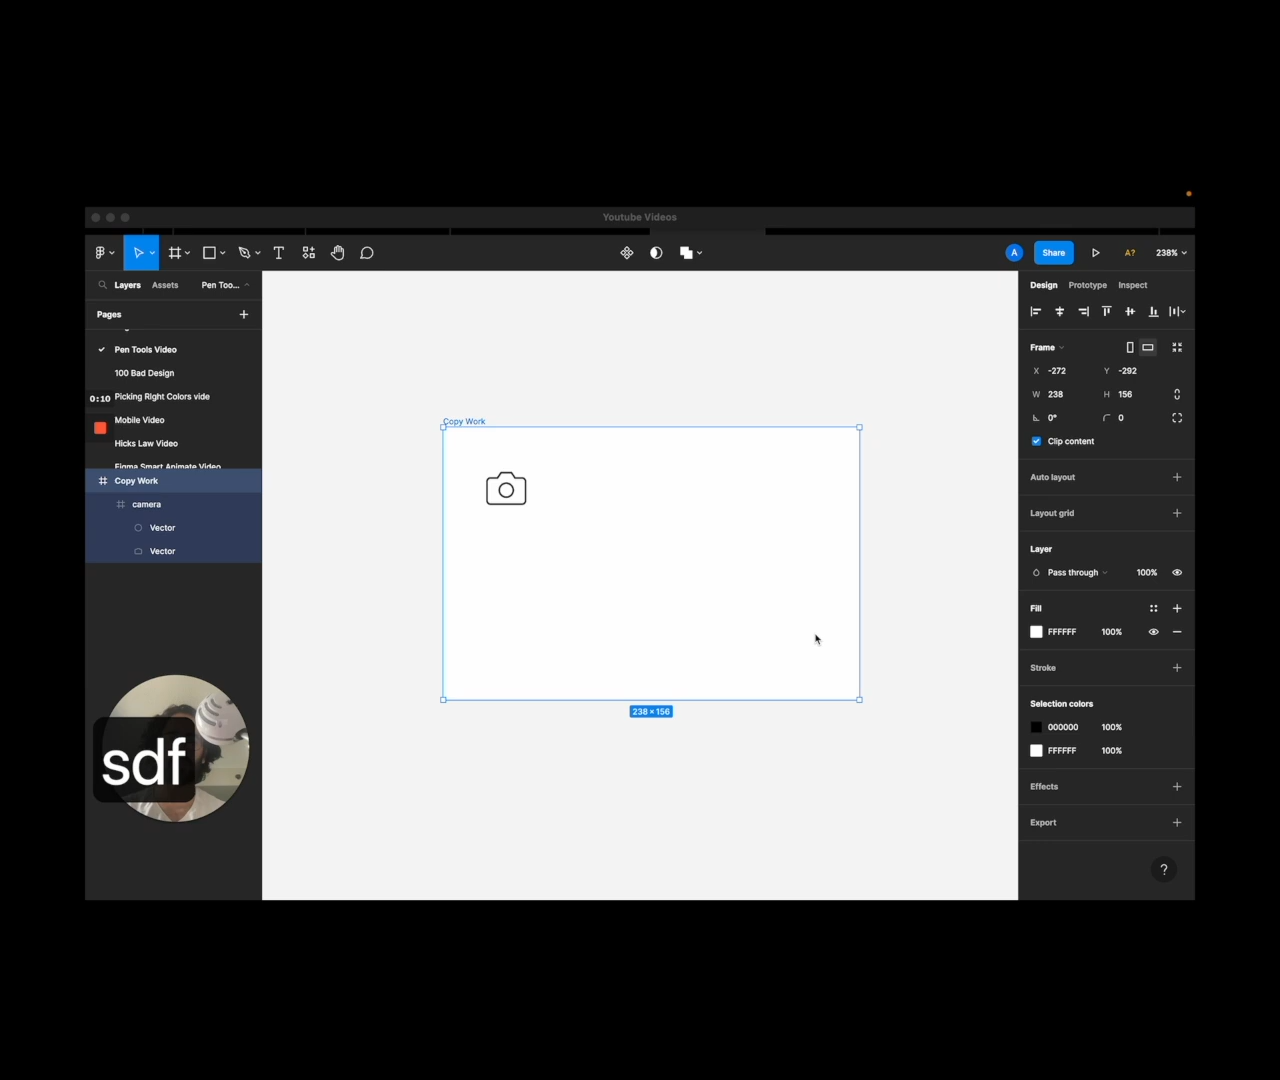 Youtube Videos
A
Share
A?
238%
Layers
Assets
Pen Too...
Design
Prototype
Inspect
Pages
Pen Tools Video
100 Bad Design
Picking Right Colors vide
0:10
Mobile Video
Hicks Law Video
Figma Smart Animate Video
Copy Work
camera
Vector
Vector
Copy Work
238 × 156
sdf
Frame
X -272 Y -292
W 238 H 156
0° 0
Clip content
Auto layout
Layout grid
Layer
Pass through 100%
Fill
FFFFFF 100%
Stroke
Selection colors
000000 100%
FFFFFF 100%
Effects
Export
?